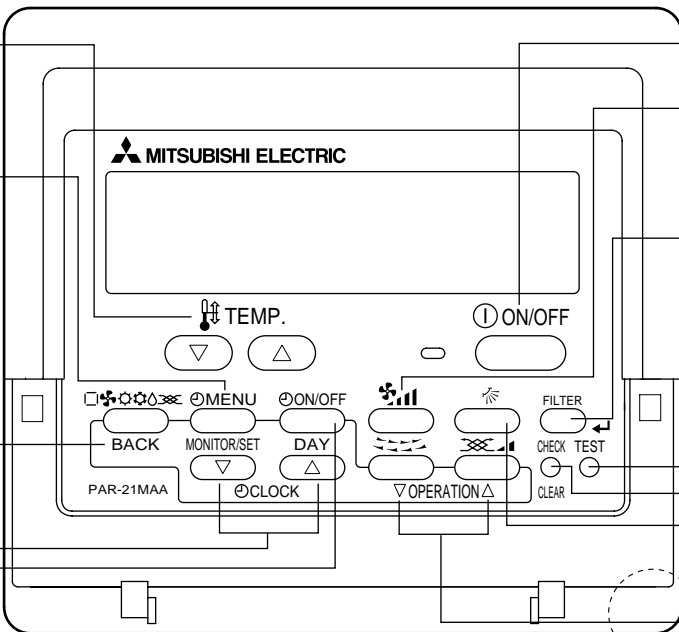 MITSUBISHI ELECTRIC
TEMP.
ON/OFF
MENU
ON/OFF
FILTER
BACK
MONITOR/SET
DAY
CHECK
TEST
PAR-21MAA
CLOCK
▽OPERATION△
CLEAR